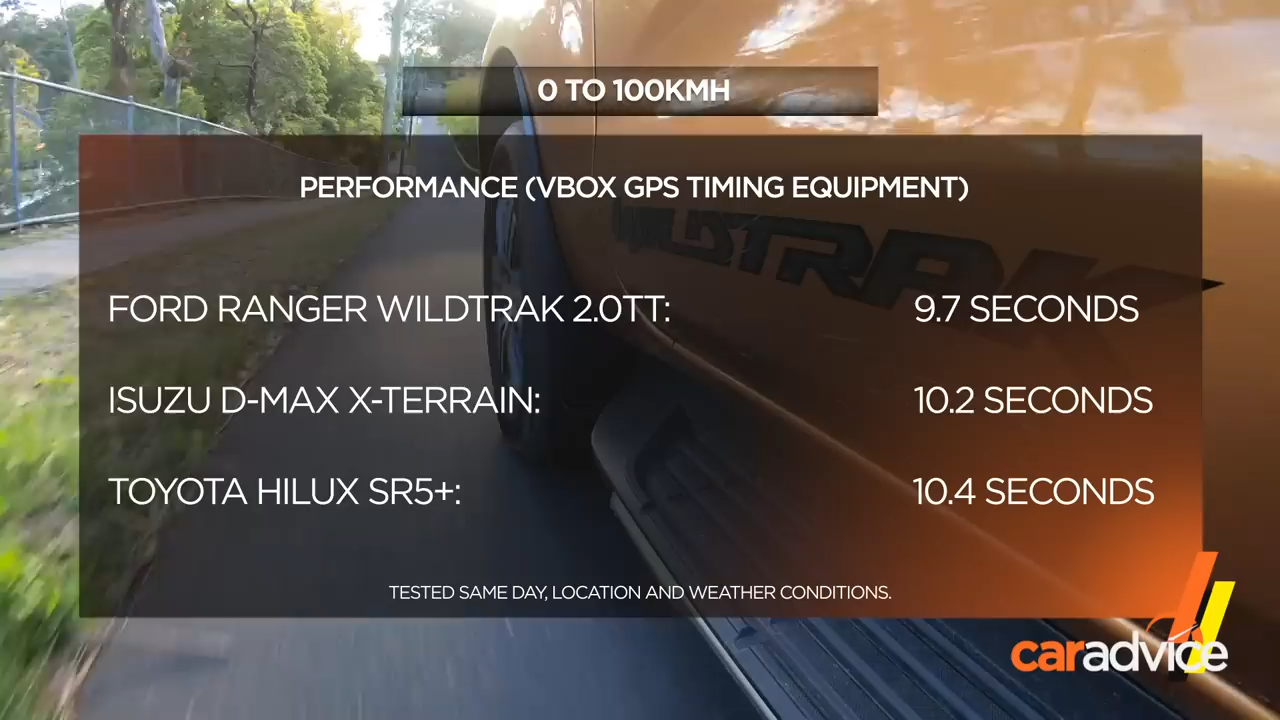 0 TO 100KMH
PERFORMANCE (VBOX GPS TIMING EQUIPMENT)
FORD RANGER WILDTRAK 2.0TT: 9.7 SECONDS
WILDTRAK
ISUZU D-MAX X-TERRAIN: 10.2 SECONDS
TOYOTA HILUX SR5+: 10.4 SECONDS
TESTED SAME DAY, LOCATION AND WEATHER CONDITIONS.
caradvice